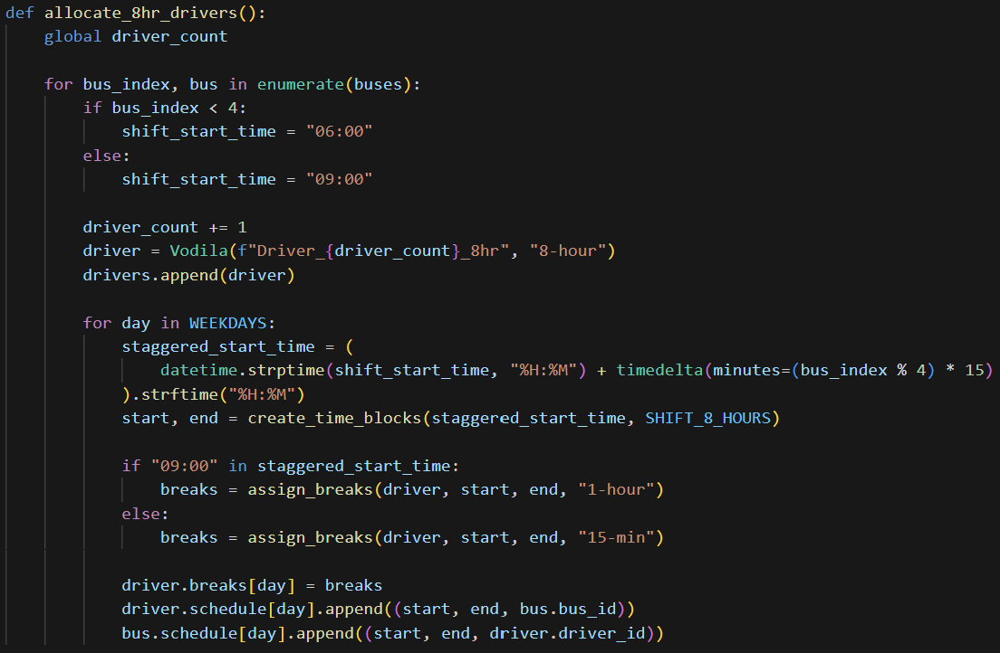 def allocate_8hr_drivers():
    global driver_count

    for bus_index, bus in enumerate(buses):
        if bus_index < 4:
            shift_start_time = "06:00"
        else:
            shift_start_time = "09:00"

        driver_count += 1
        driver = Vodila(f"Driver_{driver_count}_8hr", "8-hour")
        drivers.append(driver)

        for day in WEEKDAYS:
            staggered_start_time = (
                datetime.strptime(shift_start_time, "%H:%M") + timedelta(minutes=(bus_index % 4) * 15)
            ).strftime("%H:%M")
            start, end = create_time_blocks(staggered_start_time, SHIFT_8_HOURS)

            if "09:00" in staggered_start_time:
                breaks = assign_breaks(driver, start, end, "1-hour")
            else:
                breaks = assign_breaks(driver, start, end, "15-min")

            driver.breaks[day] = breaks
            driver.schedule[day].append((start, end, bus.bus_id))
            bus.schedule[day].append((start, end, driver.driver_id))